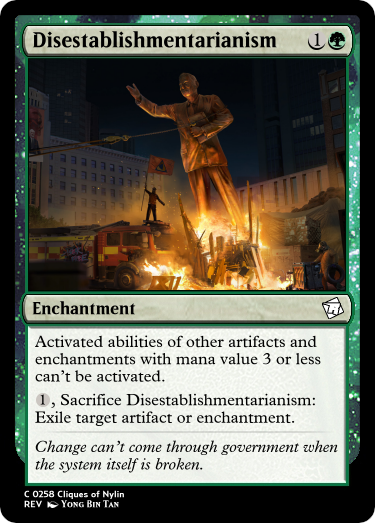 Disestablishmentarianism 1
Enchantment
Activated abilities of other artifacts and
enchantments with mana value 3 or less
can't be activated.
1, Sacrifice Disestablishmentarianism:
Exile target artifact or enchantment.
Change can't come through government when
the system itself is broken.
C 0258 Cliques of Nylin
REV Yong Bin Tan